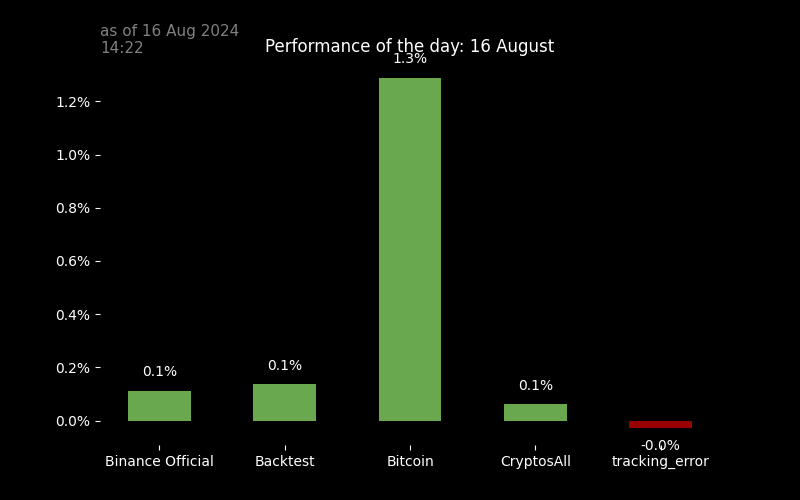 as of 16 Aug 2024
14:22
Performance of the day: 16 August
1.3%
1.2%
1.0%
0.8%
0.6%
0.4%
0.2%
0.0%
0.1%
0.1%
0.1%
-0.0%
Binance Official
Backtest
Bitcoin
CryptosAll
tracking_error